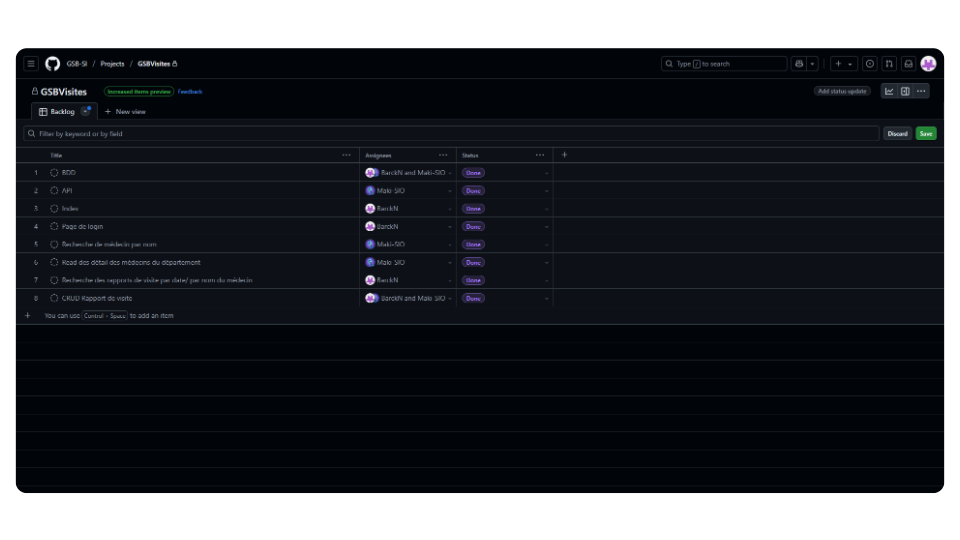 GSB-SI / Projects / GSBVisites
Type / to search
GSBVisites Increased items preview Feedback
Add status update
Backlog + New view
Filter by keyword or by field
Discard Save
Title Assignees Status
1 BDD BarckN and Maki-SIO Done
2 API Maki-SIO Done
3 Index BarckN Done
4 Page de login BarckN Done
5 Recherche de médecin par nom Maki-SIO Done
6 Read des détail des médecins du département Maki-SIO Done
7 Recherche des rapports de visite par date/ par nom du médecin BarckN Done
8 CRUD Rapport de visite BarckN and Maki-SIO Done
+ You can use Control + Space to add an item